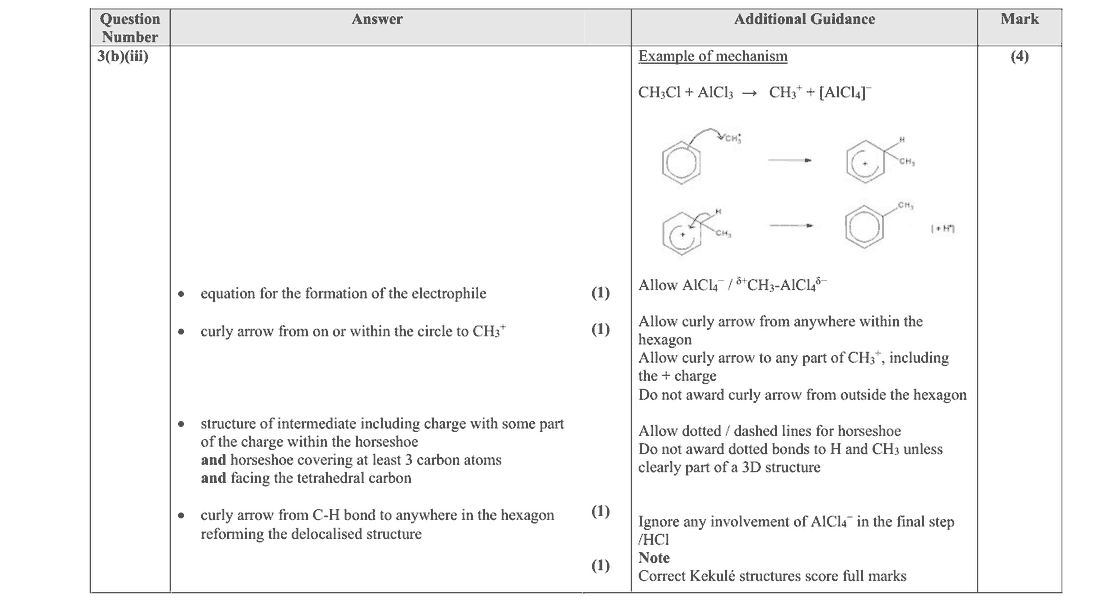 Question Number Answer Additional Guidance Mark
3(b)(iii) Example of mechanism (4)
CH₃Cl + AlCl₃ → CH₃⁺ + [AlCl₄]⁻
CH₃⁺
H
CH₃
H
CH₃
CH₃
[+ H⁺]
Allow AlCl₄⁻ / ᵟ⁺CH₃-AlCl₄ᵟ⁻
• equation for the formation of the electrophile (1)
• curly arrow from on or within the circle to CH₃⁺ (1)
Allow curly arrow from anywhere within the
hexagon
Allow curly arrow to any part of CH₃⁺, including
the + charge
Do not award curly arrow from outside the hexagon
• structure of intermediate including charge with some part
of the charge within the horseshoe
and horseshoe covering at least 3 carbon atoms
and facing the tetrahedral carbon
Allow dotted / dashed lines for horseshoe
Do not award dotted bonds to H and CH₃ unless
clearly part of a 3D structure
(1)
• curly arrow from C-H bond to anywhere in the hexagon
reforming the delocalised structure
(1)
Ignore any involvement of AlCl₄⁻ in the final step
/HCl
Note
Correct Kekulé structures score full marks